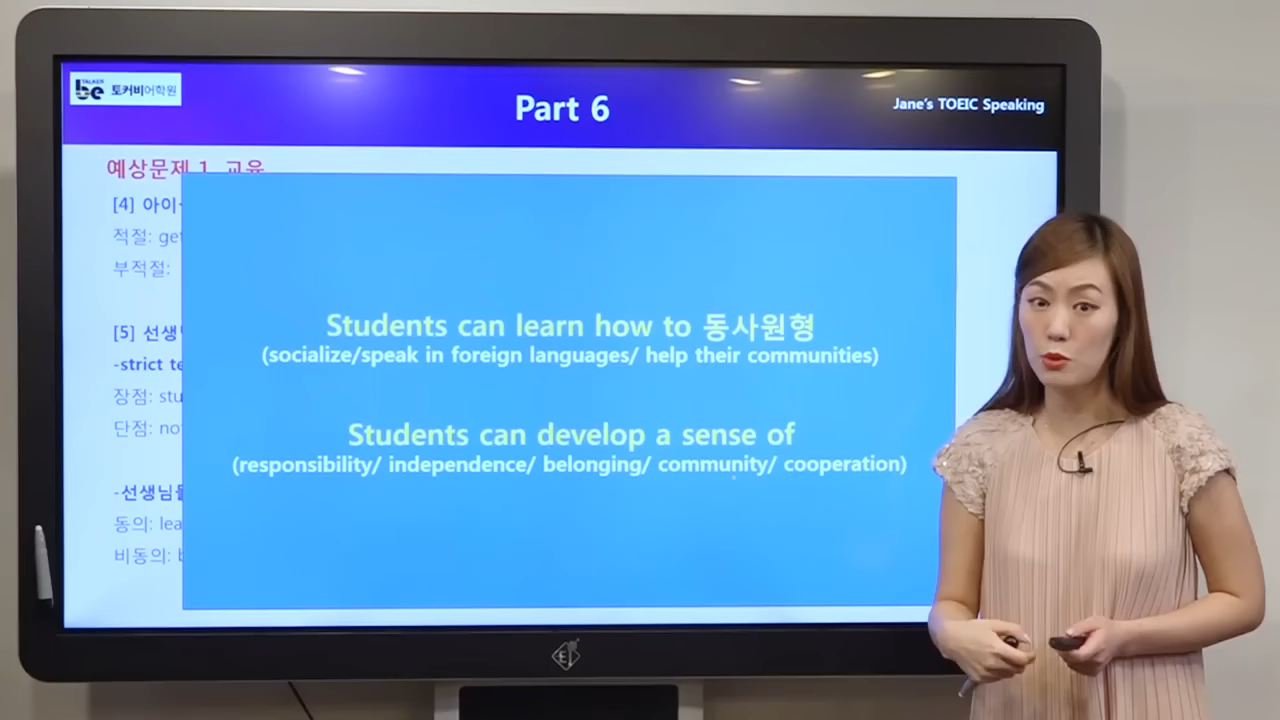 TALKER
be 토커비어학원
Part 6
Jane's TOEIC Speaking
예상문제 1. 교육
[4] 아이
적절: get
부적절:
[5] 선생님
-strict te
장점: stu
단점: not
-선생님들
동의: lea
비동의: b
Students can learn how to 동사원형
(socialize/speak in foreign languages/ help their communities)
Students can develop a sense of
(responsibility/ independence/ belonging/ community/ cooperation)